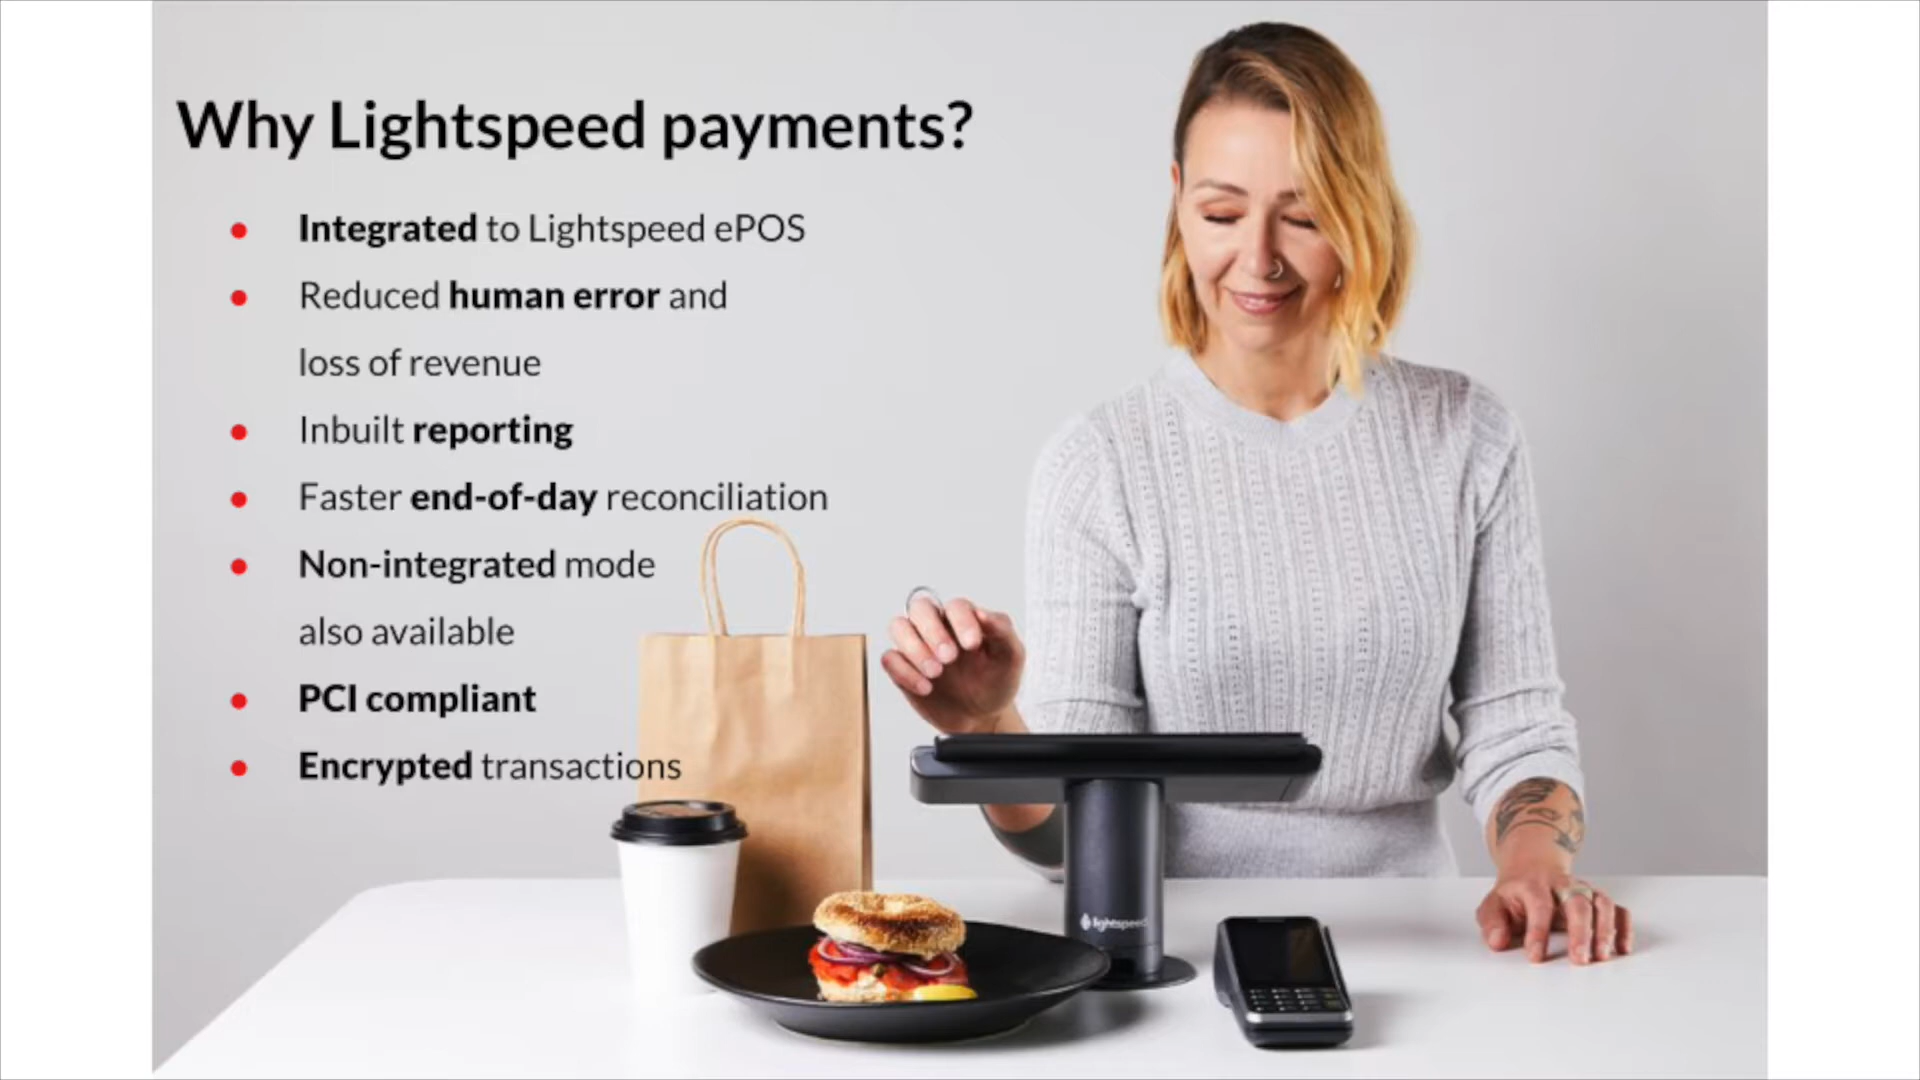 Why Lightspeed payments?
● Integrated to Lightspeed ePOS
● Reduced human error and
loss of revenue
● Inbuilt reporting
● Faster end-of-day reconciliation
● Non-integrated mode
also available
● PCI compliant
● Encrypted transactions
lightspeed